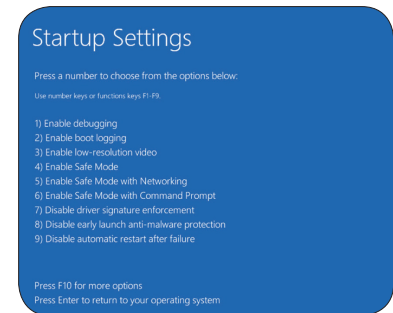 Startup Settings
Press a number to choose from the options below:
Use number keys or functions keys F1-F9.
1) Enable debugging
2) Enable boot logging
3) Enable low-resolution video
4) Enable Safe Mode
5) Enable Safe Mode with Networking
6) Enable Safe Mode with Command Prompt
7) Disable driver signature enforcement
8) Disable early launch anti-malware protection
9) Disable automatic restart after failure
Press F10 for more options
Press Enter to return to your operating system